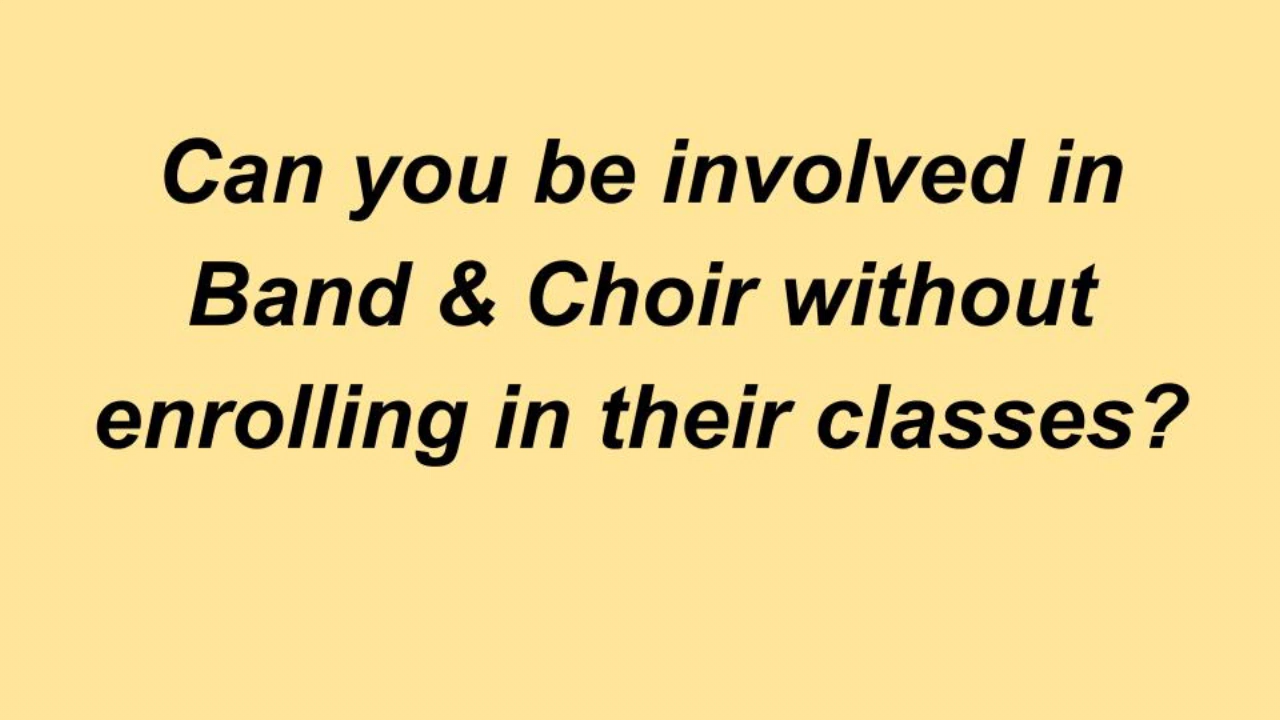 Can you be involved in
Band & Choir without
enrolling in their classes?